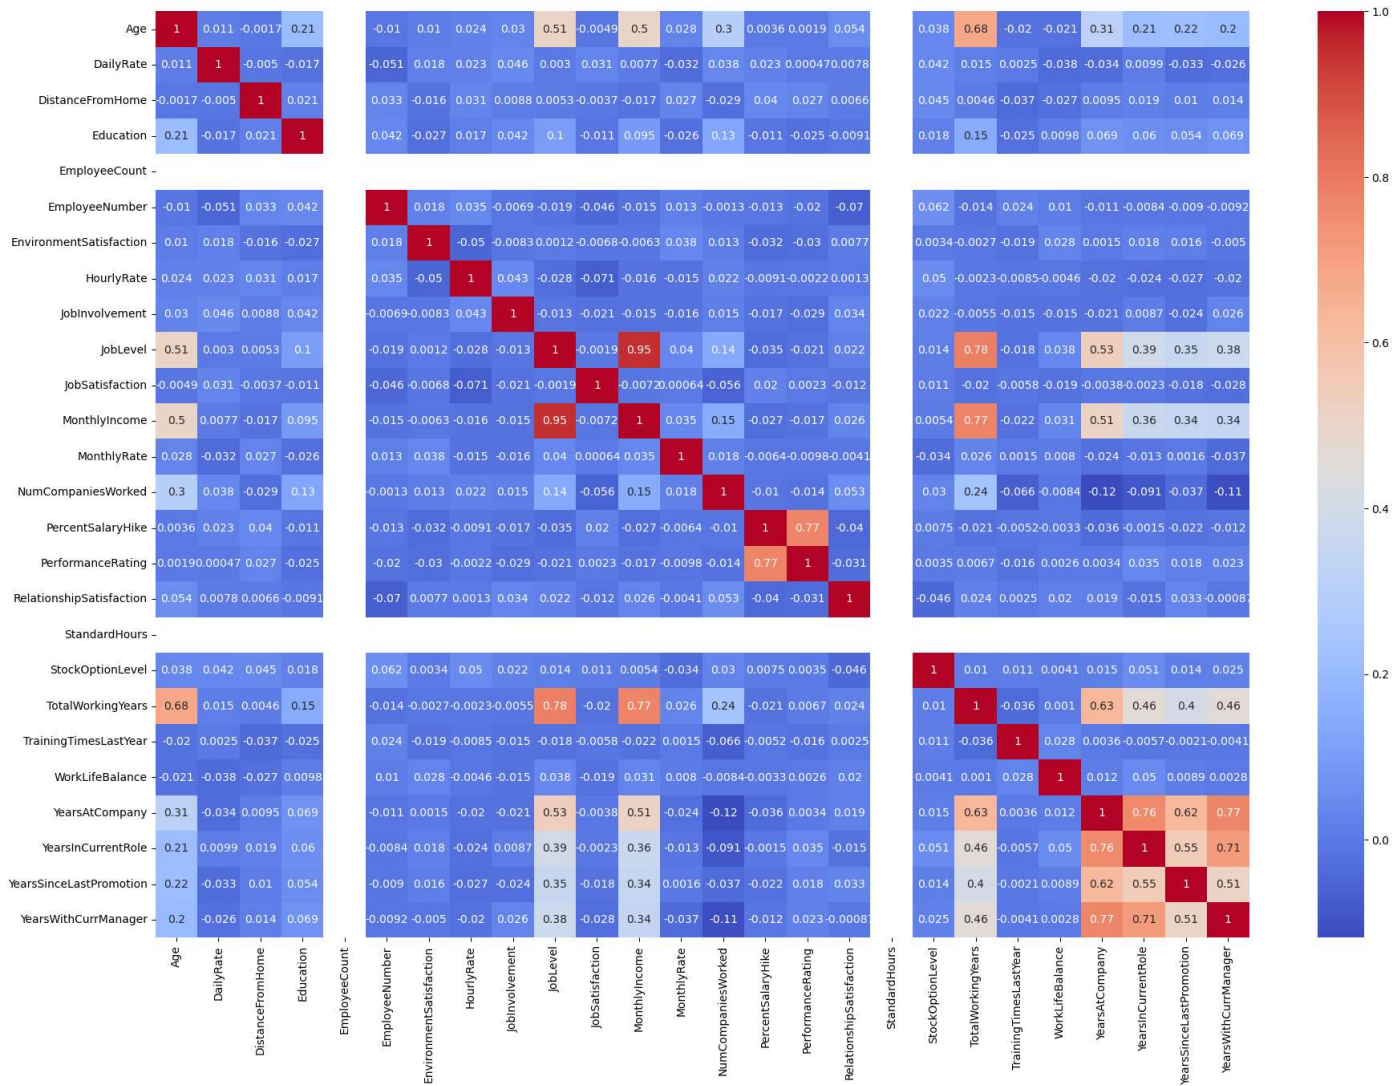 Age 1 0.011 -0.0017 0.21 -0.01 0.01 0.024 0.03 0.51 -0.0049 0.5 0.028 0.3 0.0036 0.0019 0.054 0.038 0.68 -0.02 -0.021 0.31 0.21 0.22 0.2 1.0
DailyRate 0.011 1 -0.005 -0.017 -0.051 0.018 0.023 0.046 0.003 0.031 0.0077 -0.032 0.038 0.023 0.00047 0.0078 0.042 0.015 0.0025 -0.038 -0.034 0.0099 -0.033 -0.026
DistanceFromHome -0.0017 -0.005 1 0.021 0.033 -0.016 0.031 0.0088 0.0053 -0.0037 -0.017 0.027 -0.029 0.04 0.027 0.0066 0.045 0.0046 -0.037 -0.027 0.0095 0.019 0.01 0.014
Education 0.21 -0.017 0.021 1 0.042 -0.027 0.017 0.042 0.1 -0.011 0.095 -0.026 0.13 -0.011 -0.025 -0.0091 0.018 0.15 -0.025 0.0098 0.069 0.06 0.054 0.069
EmployeeCount 0.8
EmployeeNumber -0.01 -0.051 0.033 0.042 1 0.018 0.035 -0.0069 -0.019 -0.046 -0.015 0.013 -0.0013 -0.013 -0.02 -0.07 0.062 -0.014 0.024 0.01 -0.011 -0.0084 -0.009 -0.0092
EnvironmentSatisfaction 0.01 0.018 -0.016 -0.027 0.018 1 -0.05 -0.0083 0.0012 -0.0068 -0.0063 0.038 0.013 -0.032 -0.03 0.0077 0.0034 -0.0027 -0.019 0.028 0.0015 0.018 0.016 -0.005
HourlyRate 0.024 0.023 0.031 0.017 0.035 -0.05 1 0.043 -0.028 -0.071 -0.016 -0.015 0.022 -0.0091 -0.0022 0.0013 0.05 -0.0023 -0.0085 -0.0046 -0.02 -0.024 -0.027 -0.02
JobInvolvement 0.03 0.046 0.0088 0.042 -0.0069 -0.0083 0.043 1 -0.013 -0.021 -0.015 -0.016 0.015 -0.017 -0.029 0.034 0.022 -0.0055 -0.015 -0.015 -0.021 0.0087 -0.024 0.026
0.6
JobLevel 0.51 0.003 0.0053 0.1 -0.019 0.0012 -0.028 -0.013 1 -0.0019 0.95 0.04 0.14 -0.035 -0.021 0.022 0.014 0.78 -0.018 0.038 0.53 0.39 0.35 0.38
JobSatisfaction -0.0049 0.031 -0.0037 -0.011 -0.046 -0.0068 -0.071 -0.021 -0.0019 1 -0.0072 0.00064 -0.056 0.02 0.0023 -0.012 0.011 -0.02 -0.0058 -0.019 -0.0038 -0.0023 -0.018 -0.028
MonthlyIncome 0.5 0.0077 -0.017 0.095 -0.015 -0.0063 -0.016 -0.015 0.95 -0.0072 1 0.035 0.15 -0.027 -0.017 0.026 0.0054 0.77 -0.022 0.031 0.51 0.36 0.34 0.34
MonthlyRate 0.028 -0.032 0.027 -0.026 0.013 0.038 -0.015 -0.016 0.04 0.00064 0.035 1 0.018 -0.0064 -0.0098 -0.0041 -0.034 0.026 0.0015 0.008 -0.024 -0.013 0.0016 -0.037
NumCompaniesWorked 0.3 0.038 -0.029 0.13 -0.0013 0.013 0.022 0.015 0.14 -0.056 0.15 0.018 1 -0.01 -0.014 0.053 0.03 0.24 -0.066 -0.0084 -0.12 -0.091 -0.037 -0.11
PercentSalaryHike 0.0036 0.023 0.04 -0.011 -0.013 -0.032 -0.0091 -0.017 -0.035 0.02 -0.027 -0.0064 -0.01 1 0.77 -0.04 0.0075 -0.021 -0.0052 -0.0033 -0.036 -0.0015 -0.022 -0.012 0.4
PerformanceRating 0.0019 0.00047 0.027 -0.025 -0.02 -0.03 -0.0022 -0.029 -0.021 0.0023 -0.017 -0.0098 -0.014 0.77 1 -0.031 0.0035 0.0067 -0.016 0.0026 0.0034 0.035 0.018 0.023
RelationshipSatisfaction 0.054 0.0078 0.0066 -0.0091 -0.07 0.0077 0.0013 0.034 0.022 -0.012 0.026 -0.0041 0.053 -0.04 -0.031 1 -0.046 0.024 0.0025 0.02 0.019 -0.015 0.033
StandardHours
StockOptionLevel 0.038 0.042 0.045 0.018 0.062 0.0034 0.05 0.022 0.014 0.011 0.0054 -0.034 0.03 0.0075 0.0035 -0.046 1 0.01 0.011 0.0041 0.015 0.051 0.014 0.025 0.2
TotalWorkingYears 0.68 0.015 0.0046 0.15 -0.014 -0.0027 -0.0023 -0.0055 0.78 -0.02 0.77 0.026 0.24 -0.021 0.0067 0.024 0.01 1 -0.036 0.001 0.63 0.46 0.4 0.46
TrainingTimesLastYear -0.02 0.0025 -0.037 -0.025 0.024 -0.019 -0.0085 -0.015 -0.018 -0.0058 -0.022 0.0015 -0.066 -0.0052 -0.016 0.0025 0.011 -0.036 1 0.028 0.0036 -0.0057 -0.0021 -0.0041
WorkLifeBalance -0.021 -0.038 -0.027 0.0098 0.01 0.028 -0.0046 -0.015 0.038 -0.019 0.031 0.008 -0.0084 -0.0033 0.0026 0.02 0.0041 0.001 0.028 1 0.012 0.05 0.0089 0.0028
YearsAtCompany 0.31 -0.034 0.0095 0.069 -0.011 0.0015 -0.02 -0.021 0.53 -0.0038 0.51 -0.024 -0.12 -0.036 0.0034 0.019 0.015 0.63 0.0036 0.012 1 0.76 0.62 0.77
YearsInCurrentRole 0.21 0.0099 0.019 0.06 -0.0084 0.018 -0.024 0.0087 0.39 -0.0023 0.36 -0.013 -0.091 -0.0015 0.035 -0.015 0.051 0.46 -0.0057 0.05 0.76 1 0.55 0.71 0.0
YearsSinceLastPromotion 0.22 -0.033 0.01 0.054 -0.009 0.016 -0.027 -0.024 0.35 -0.018 0.34 0.0016 -0.037 -0.022 0.018 0.033 0.014 0.4 -0.0021 0.0089 0.62 0.55 1 0.51
YearsWithCurrManager 0.2 -0.026 0.014 0.069 -0.0092 -0.005 -0.02 0.026 0.38 -0.028 0.34 -0.037 -0.11 -0.012 0.023 0.025 0.46 -0.0041 0.0028 0.77 0.71 0.51 1
Age
DailyRate
DistanceFromHome
Education
EmployeeCount
EmployeeNumber
EnvironmentSatisfaction
HourlyRate
JobInvolvement
JobLevel
JobSatisfaction
MonthlyIncome
MonthlyRate
NumCompaniesWorked
PercentSalaryHike
PerformanceRating
RelationshipSatisfaction
StandardHours
StockOptionLevel
TotalWorkingYears
TrainingTimesLastYear
WorkLifeBalance
YearsAtCompany
YearsInCurrentRole
YearsSinceLastPromotion
YearsWithCurrManager